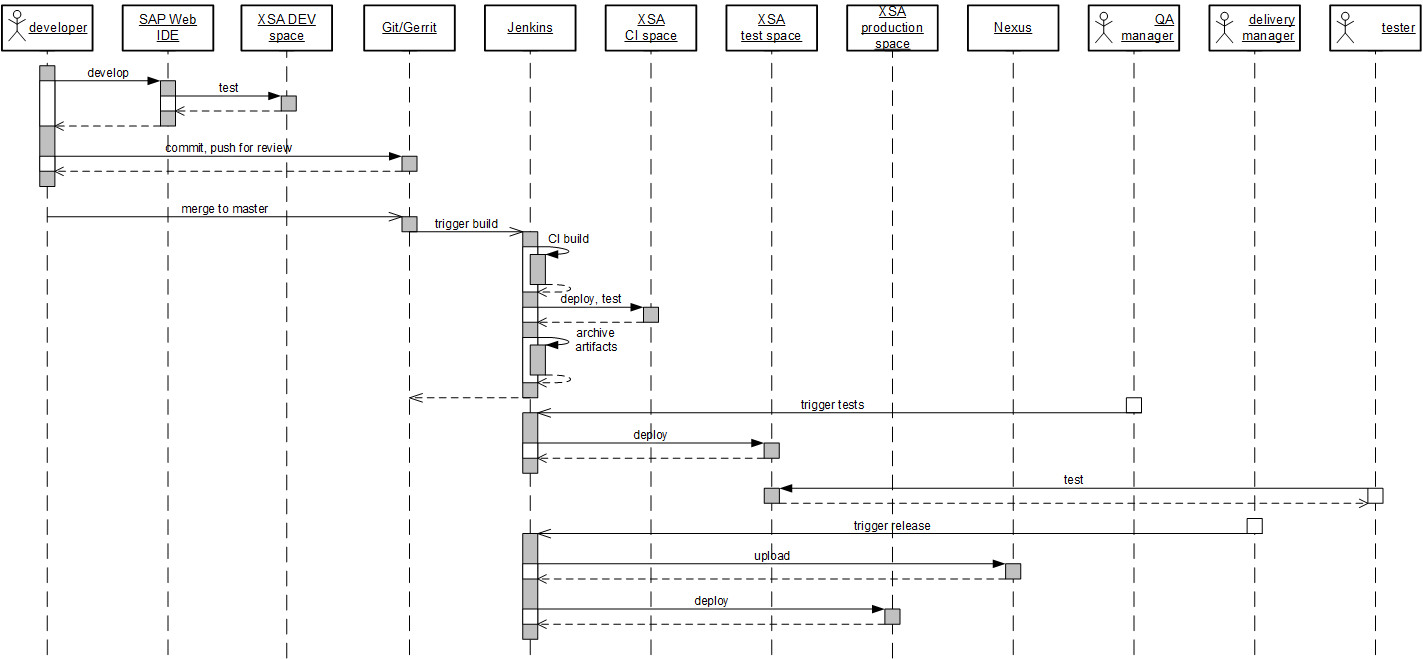 developer
SAP Web
IDE
XSA DEV
space
Git/Gerrit
Jenkins
XSA
CI space
XSA
test space
XSA
production
space
Nexus
QA
manager
delivery
manager
tester
develop
test
commit, push for review
merge to master
trigger build
CI build
deploy, test
archive
artifacts
trigger tests
deploy
test
trigger release
upload
deploy